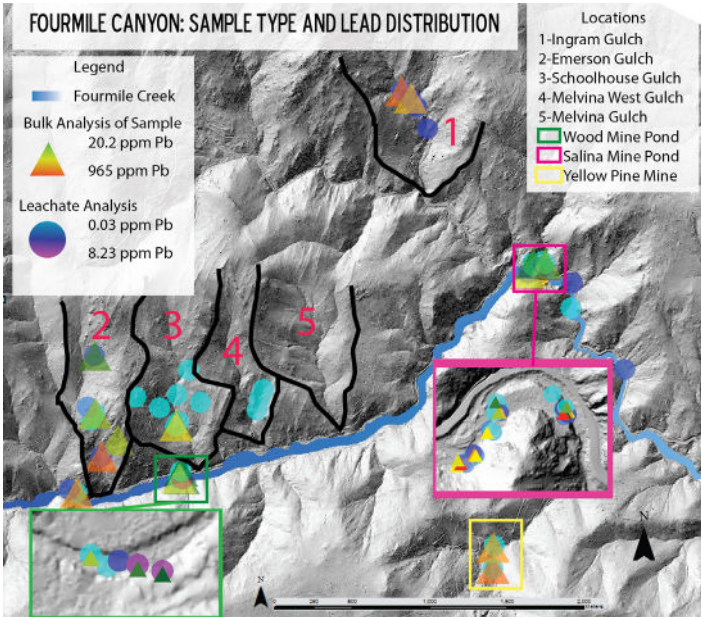 FOURMILE CANYON: SAMPLE TYPE AND LEAD DISTRIBUTION
Legend
Fourmile Creek
Bulk Analysis of Sample
20.2 ppm Pb
965 ppm Pb
Leachate Analysis
0.03 ppm Pb
8.23 ppm Pb
Locations
1-Ingram Gulch
2-Emerson Gulch
3-Schoolhouse Gulch
4-Melvina West Gulch
5-Melvina Gulch
Wood Mine Pond
Salina Mine Pond
Yellow Pine Mine
1
2
3
4
5
N
N
0